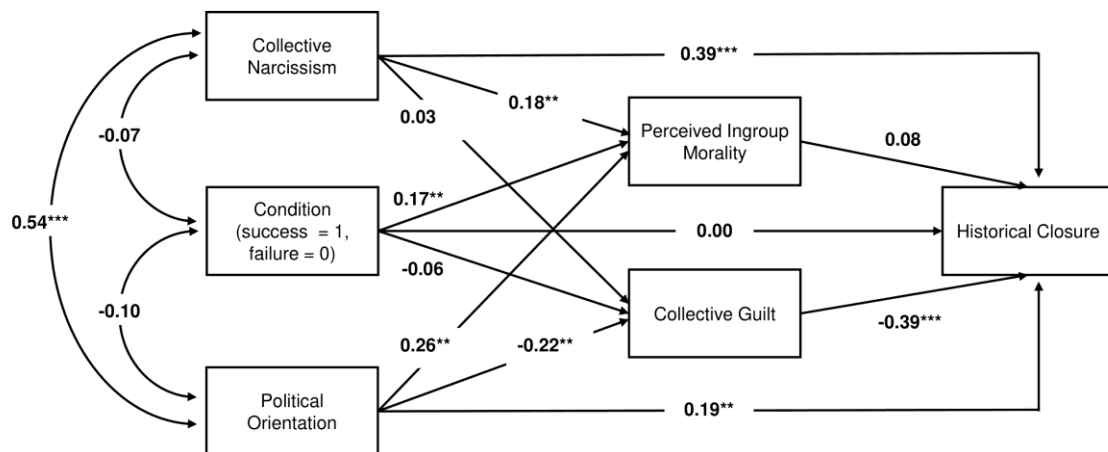 Collective
Narcissism
0.39***
0.18**
0.03
-0.07
Perceived Ingroup
Morality
0.08
0.54***
Condition
(success = 1,
failure = 0)
0.17**
0.00
Historical Closure
-0.06
-0.10
Collective Guilt
-0.39***
0.26**
-0.22**
Political
Orientation
0.19**